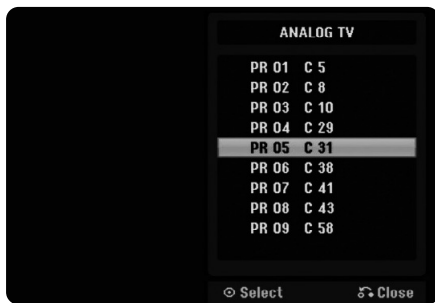 ANALOG TV
PR 01 C 5
PR 02 C 8
PR 03 C 10
PR 04 C 29
PR 05 C 31
PR 06 C 38
PR 07 C 41
PR 08 C 43
PR 09 C 58
Select Close